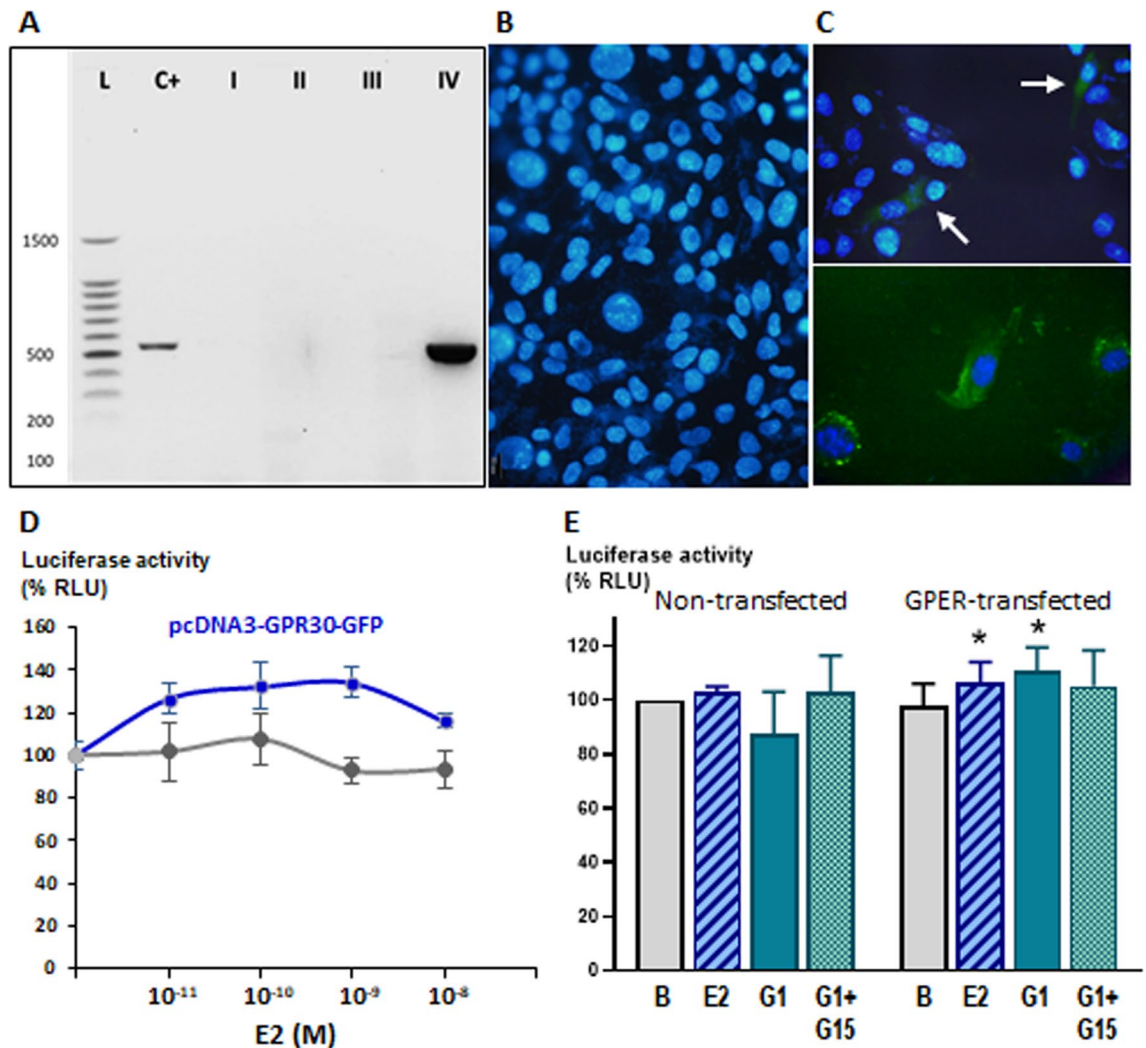 A
L C+ I II III IV
1500
500
200
100
B
C
D
Luciferase activity
(% RLU)
pcDNA3-GPR30-GFP
160
140
120
100
80
60
40
20
0
10-11 10-10 10-9 10-8
E2 (M)
E
Luciferase activity
(% RLU)
Non-transfected GPER-transfected
* *
120
100
80
60
40
20
0
B E2 G1 G1+ B E2 G1 G1+
G15 G15